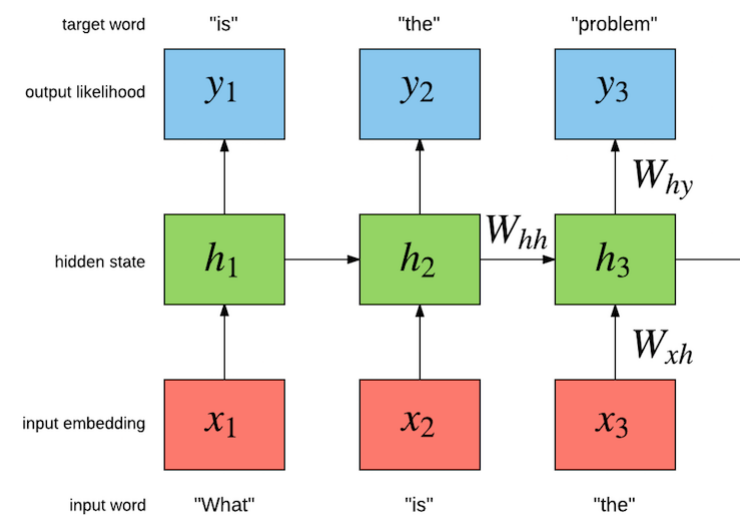 target word "is" "the" "problem"
output likelihood y1 y2 y3
Why
hidden state h1 h2 Whh h3
Wxh
input embedding x1 x2 x3
input word "What" "is" "the"